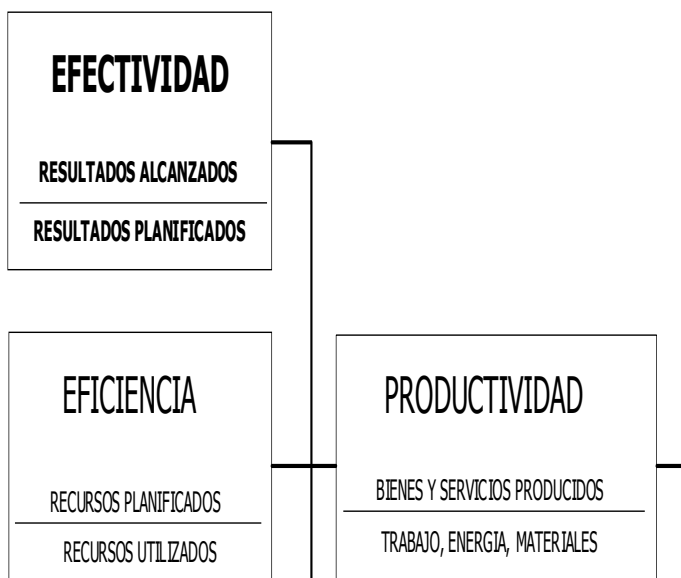 EFECTIVIDAD
RESULTADOS ALCANZADOS
RESULTADOS PLANIFICADOS
EFICIENCIA
RECURSOS PLANIFICADOS
RECURSOS UTILIZADOS
PRODUCTIVIDAD
BIENES Y SERVICIOS PRODUCIDOS
TRABAJO, ENERGIA, MATERIALES